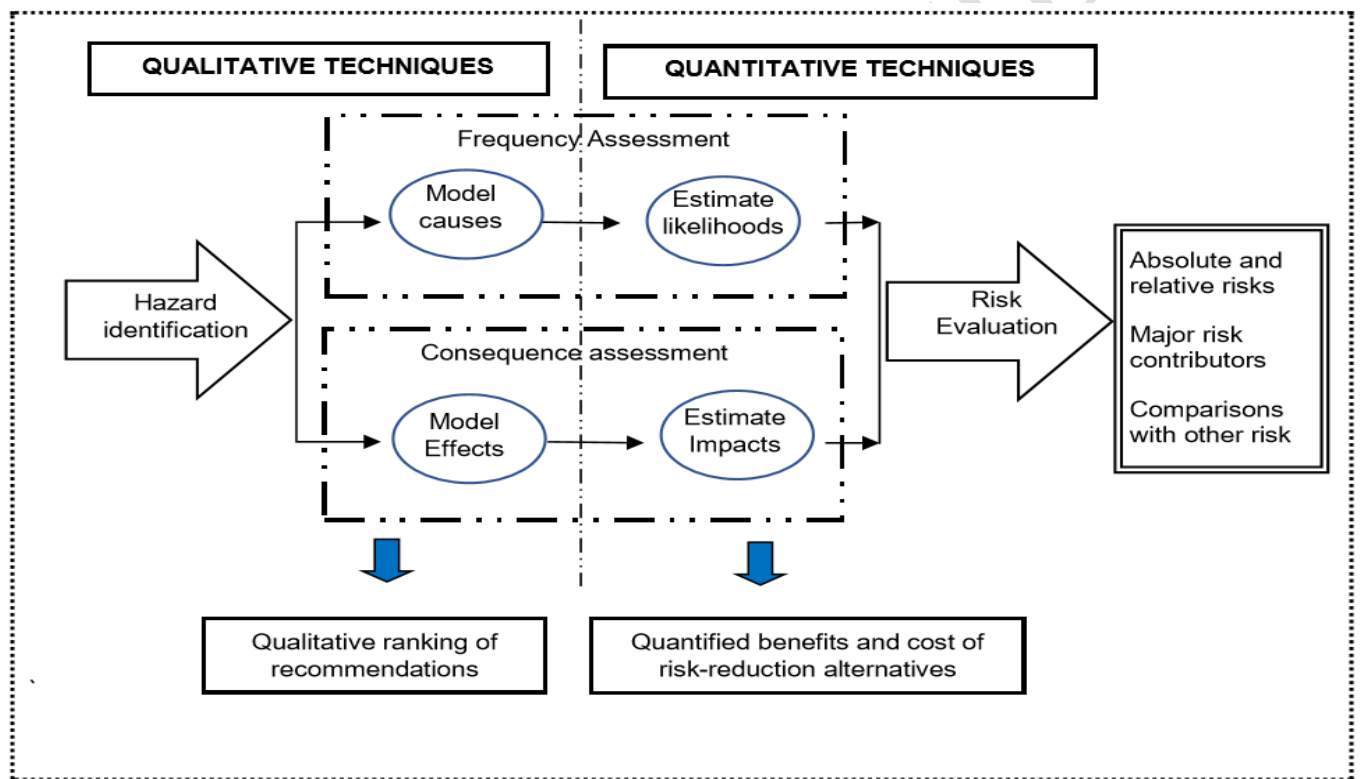 QUALITATIVE TECHNIQUES
QUANTITATIVE TECHNIQUES
Frequency Assessment
Model
causes
Estimate
likelihoods
Hazard
identification
Consequence assessment
Model
Effects
Estimate
Impacts
Risk
Evaluation
Absolute and
relative risks
Major risk
contributors
Comparisons
with other risk
Qualitative ranking of
recommendations
Quantified benefits and cost of
risk-reduction alternatives